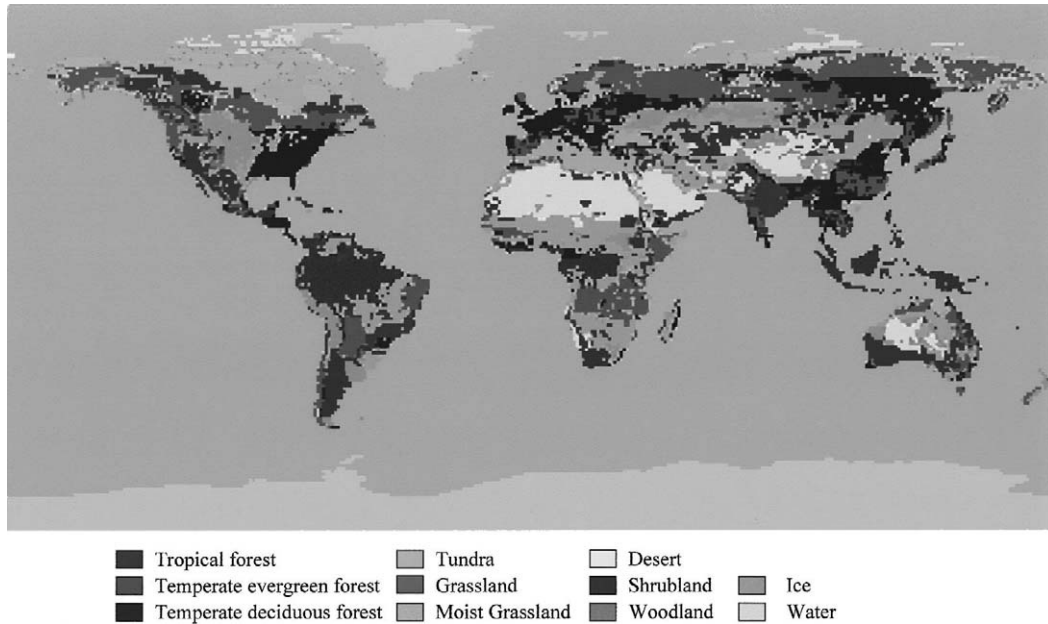 Tropical forest
Tundra
Desert
Temperate evergreen forest
Grassland
Shrubland
Ice
Temperate deciduous forest
Moist Grassland
Woodland
Water